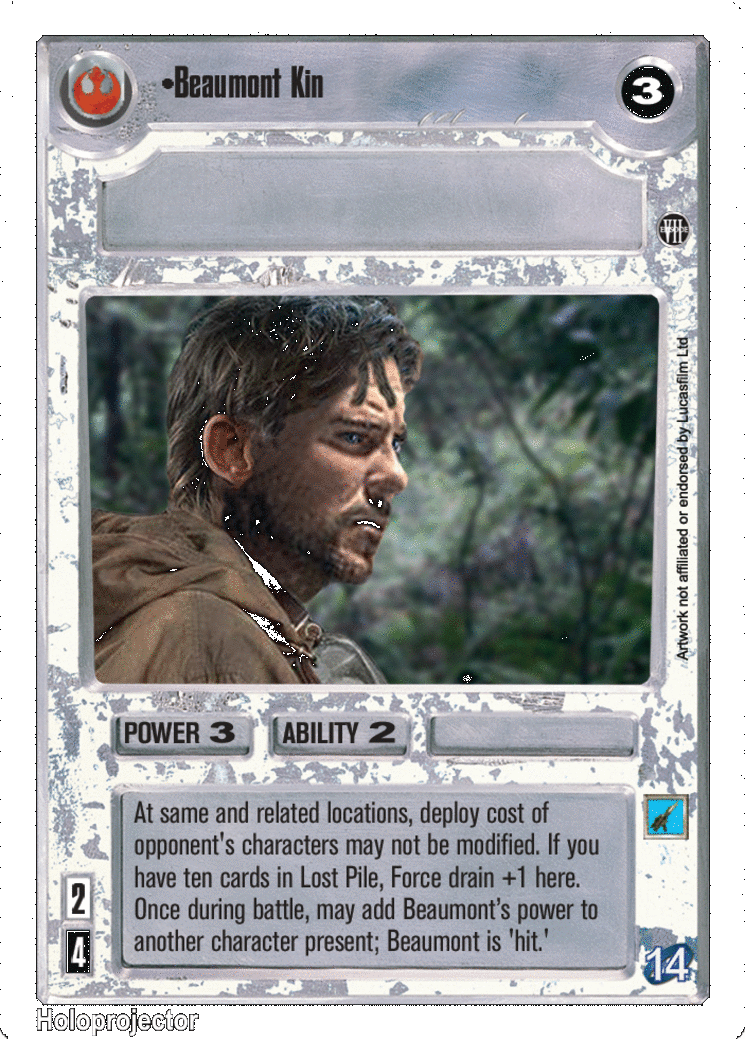 •Beaumont Kin
3
EPISODE
VII
Artwork not affiliated or endorsed by Lucasfilm Ltd
POWER 3
ABILITY 2
At same and related locations, deploy cost of
opponent's characters may not be modified. If you
have ten cards in Lost Pile, Force drain +1 here.
Once during battle, may add Beaumont's power to
another character present; Beaumont is 'hit.'
2
4
14
Holoprojector